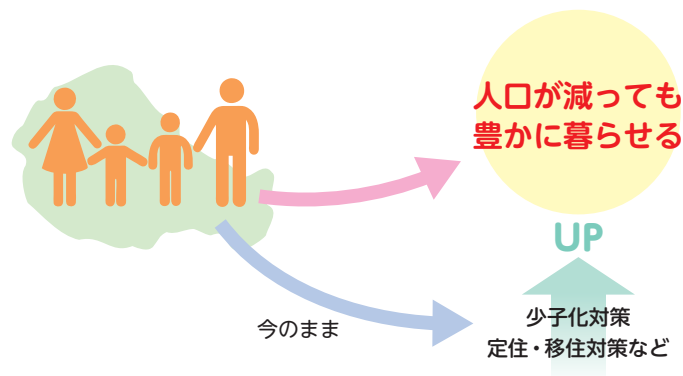 人口が減っても
豊かに暮らせる
UP
今のまま
少子化対策
定住・移住対策など